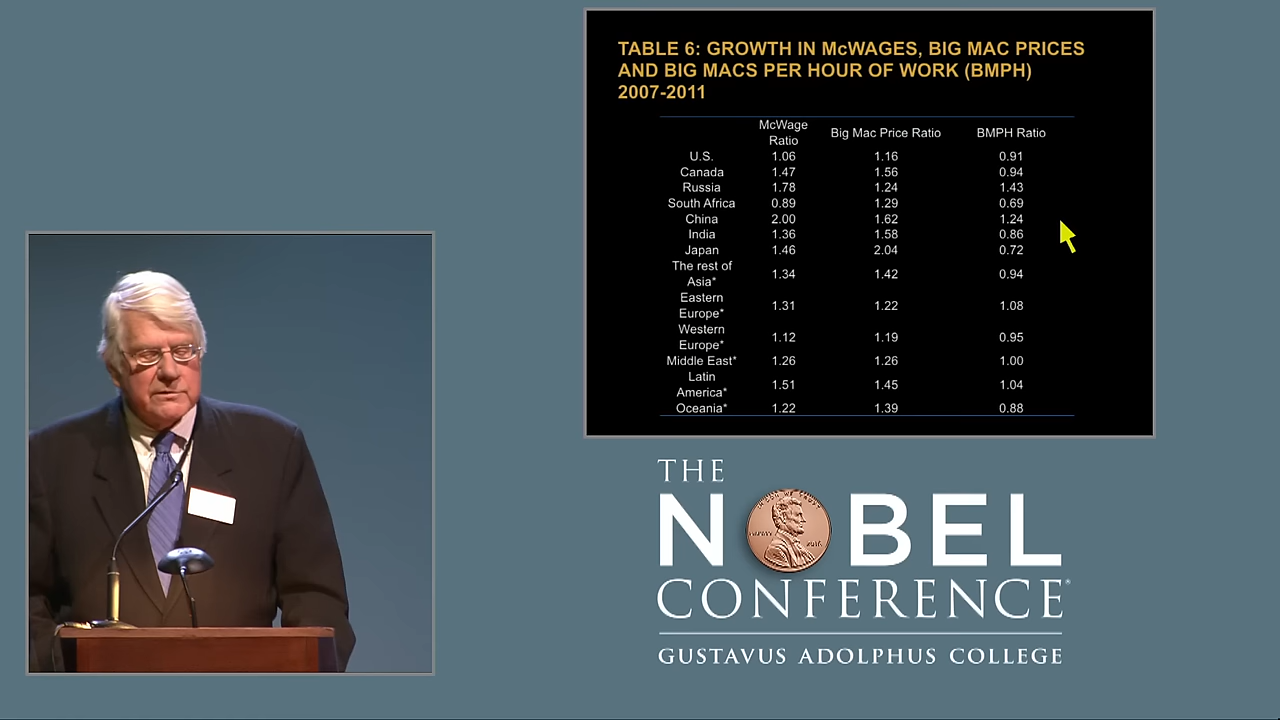 TABLE 6: GROWTH IN McWAGES, BIG MAC PRICES
AND BIG MACS PER HOUR OF WORK (BMPH)
2007-2011
McWage
Ratio
Big Mac Price Ratio
BMPH Ratio
U.S. 1.06 1.16 0.91
Canada 1.47 1.56 0.94
Russia 1.78 1.24 1.43
South Africa 0.89 1.29 0.69
China 2.00 1.62 1.24
India 1.36 1.58 0.86
Japan 1.46 2.04 0.72
The rest of
Asia* 1.34 1.42 0.94
Eastern
Europe* 1.31 1.22 1.08
Western
Europe* 1.12 1.19 0.95
Middle East* 1.26 1.26 1.00
Latin
America* 1.51 1.45 1.04
Oceania* 1.22 1.39 0.88
THE
NOBEL
CONFERENCE®
GUSTAVUS ADOLPHUS COLLEGE